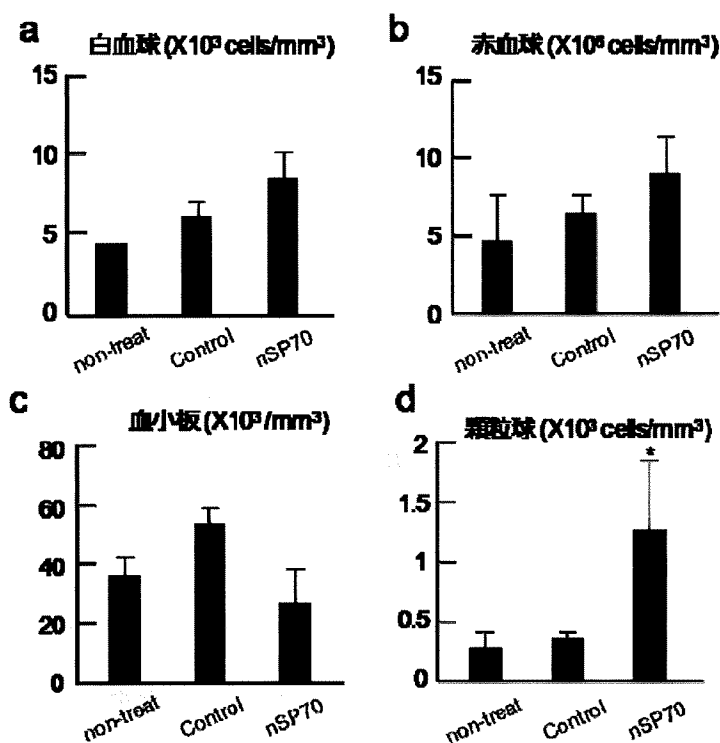 a
白血球 (X10³ cells/mm³)
15
10
5
0
non-treat
Control
nSP70
b
赤血球 (X10⁶ cells/mm³)
15
10
5
0
non-treat
Control
nSP70
c
血小板 (X10³ /mm³)
80
60
40
20
0
non-treat
Control
nSP70
d
顆粒球 (X10³ cells/mm³)
2
1.5
1
0.5
0
*
non-treat
Control
nSP70